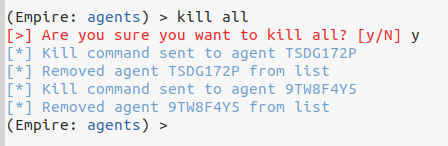 (Empire: agents) > kill all
[>] Are you sure you want to kill all? [y/N] y
[*] Kill command sent to agent TSDG172P
[*] Removed agent TSDG172P from list
[*] Kill command sent to agent 9TW8F4Y5
[*] Removed agent 9TW8F4Y5 from list
(Empire: agents) >